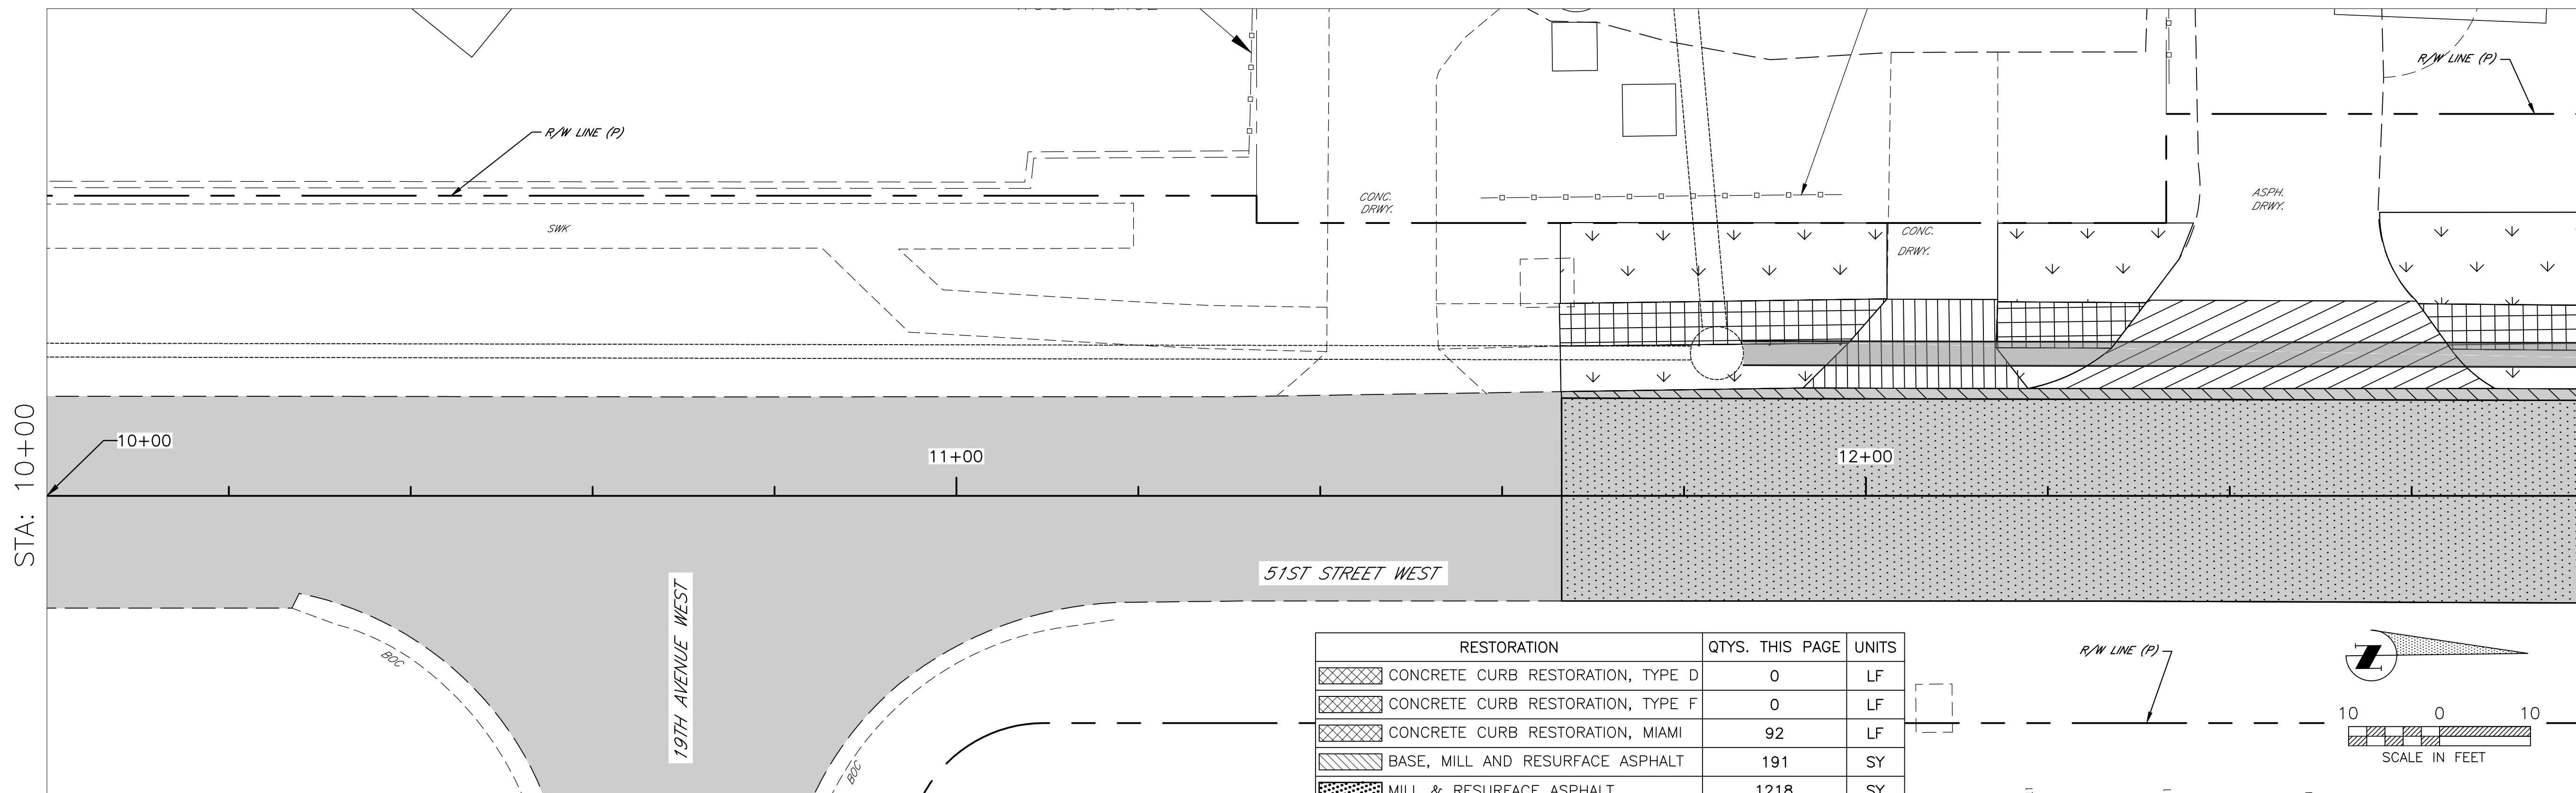 R/W LINE (P)
R/W LINE (P)
SWK
CONC.
DRWY.
CONC.
DRWY.
ASPH.
DRWY.
STA: 10+00
10+00
11+00
12+00
51ST STREET WEST
19TH AVENUE WEST
BOC
BOC
RESTORATION QTYS. THIS PAGE UNITS
CONCRETE CURB RESTORATION, TYPE D 0 LF
CONCRETE CURB RESTORATION, TYPE F 0 LF
CONCRETE CURB RESTORATION, MIAMI 92 LF
BASE, MILL AND RESURFACE ASPHALT 191 SY
MILL & RESURFACE ASPHALT 1218 SY
R/W LINE (P)
10 0 10
SCALE IN FEET